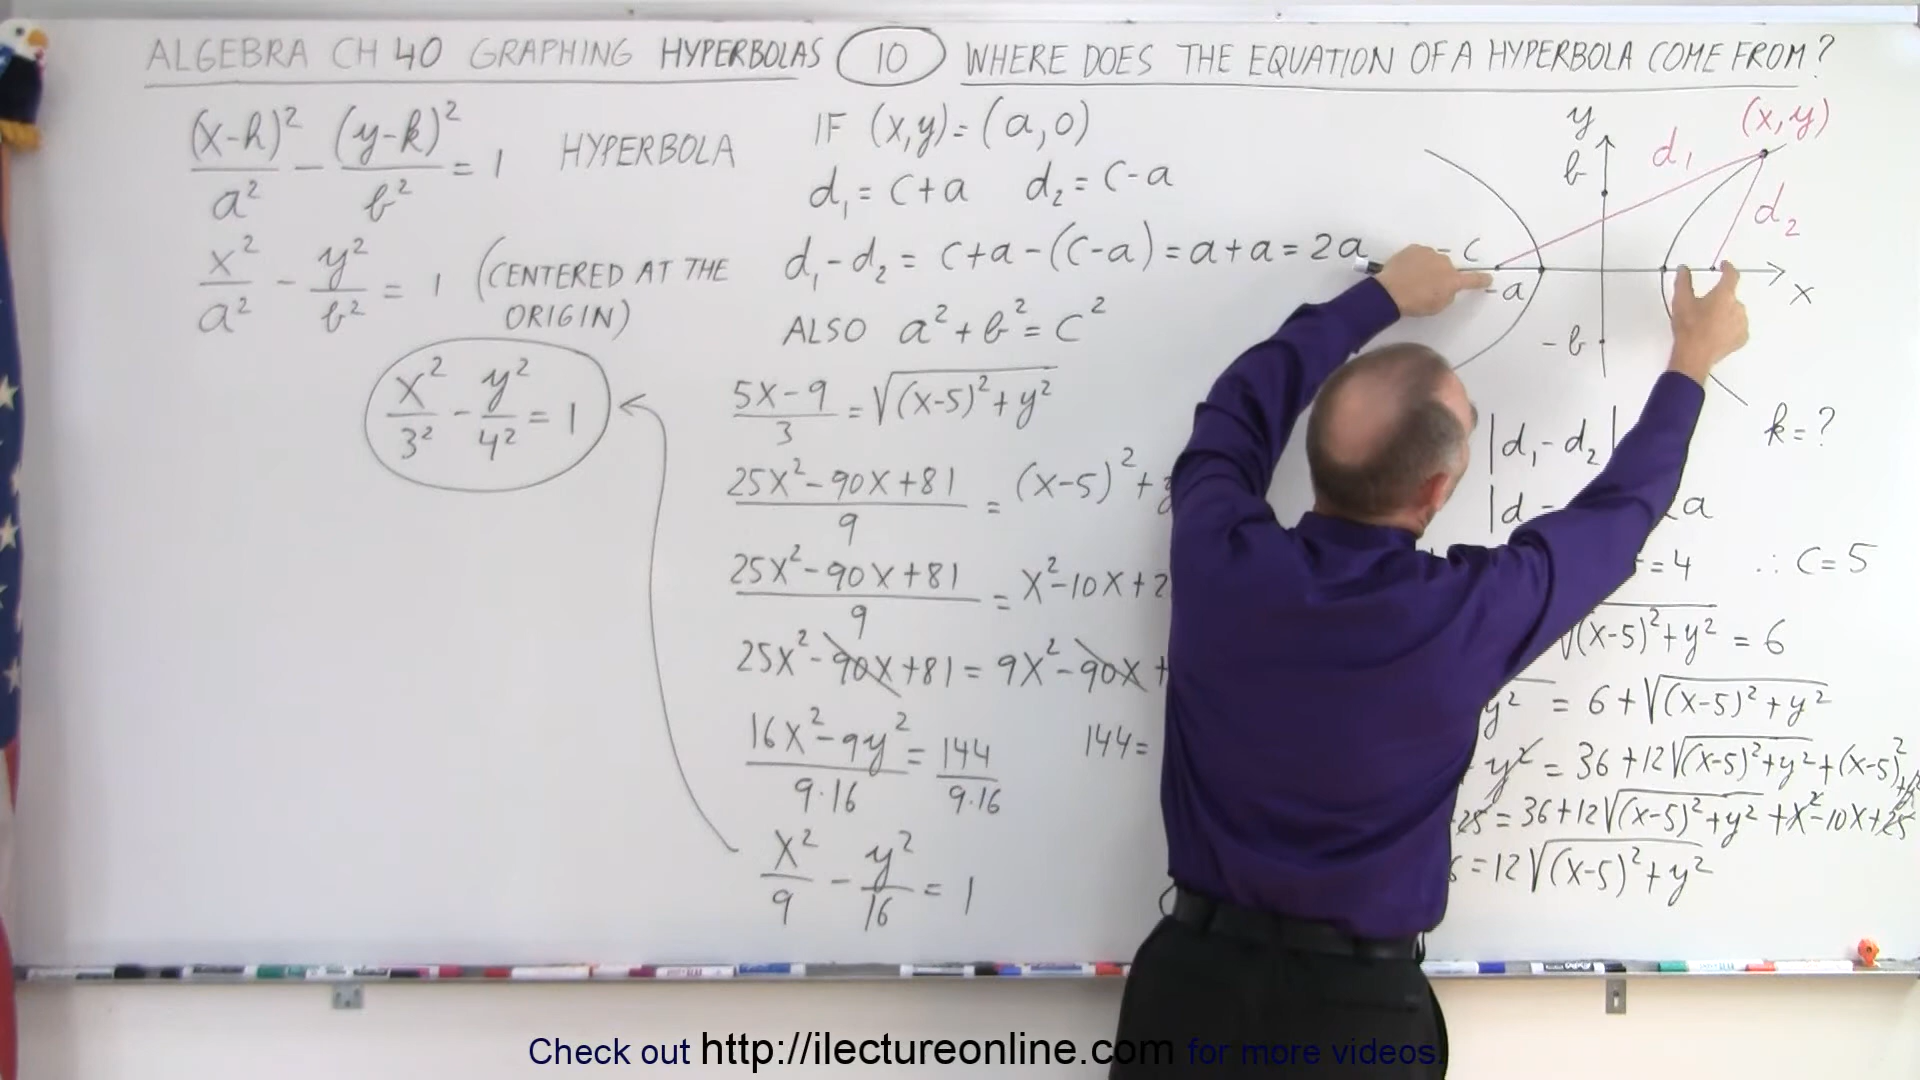 ALGEBRA CH 40 GRAPHING HYPERBOLAS 10 WHERE DOES THE EQUATION OF A HYPERBOLA COME FROM?
(x-h)²/a² - (y-k)²/b² = 1 HYPERBOLA
x²/a² - y²/b² = 1 (CENTERED AT THE
ORIGIN)
x²/3² - y²/4² = 1
IF (x,y) = (a,0)
d₁ = c+a d₂ = c-a
d₁-d₂ = c+a-(c-a) = a+a = 2a
ALSO a²+b² = c²
(5x-9)/3 = √((x-5)²+y²)
(25x²-90x+81)/9 = (x-5)²+
(25x²-90x+81)/9 = x²-10x+2
25x²-90x+81 = 9x²-90x+
(16x²-9y²)/(9·16) = 144/(9·16) 144=
x²/9 - y²/16 = 1
y
(x,y)
b
d₁
d₂
= c
-a
x
-b
k=?
|d₁-d₂|
|d - a
=4 ∴ c=5
√((x-5)²+y²) = 6
y² = 6+√((x-5)²+y²)
y² = 36+12√((x-5)²+y²)+(x-5)²+y²
25 = 36+12√((x-5)²+y²)+x²-10x+25
=12√((x-5)²+y²)
Check out http://ilectureonline.com for more videos.